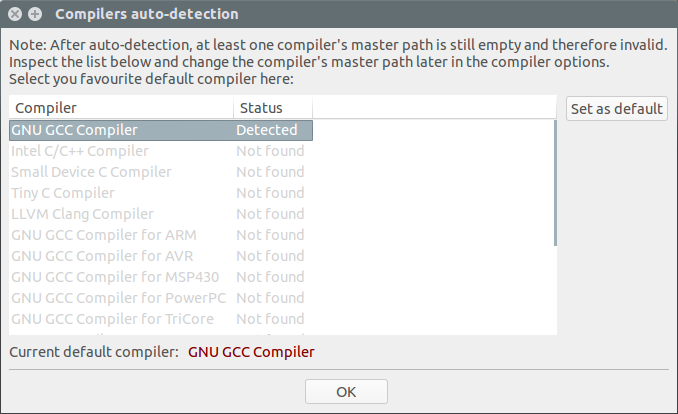 Compilers auto-detection
Note: After auto-detection, at least one compiler's master path is still empty and therefore invalid.
Inspect the list below and change the compiler's master path later in the compiler options.
Select you favourite default compiler here:
Compiler Status
Set as default
GNU GCC Compiler Detected
Intel C/C++ Compiler Not found
Small Device C Compiler Not found
Tiny C Compiler Not found
LLVM Clang Compiler Not found
GNU GCC Compiler for ARM Not found
GNU GCC Compiler for AVR Not found
GNU GCC Compiler for MSP430 Not found
GNU GCC Compiler for PowerPC Not found
GNU GCC Compiler for TriCore Not found
Current default compiler: GNU GCC Compiler
OK